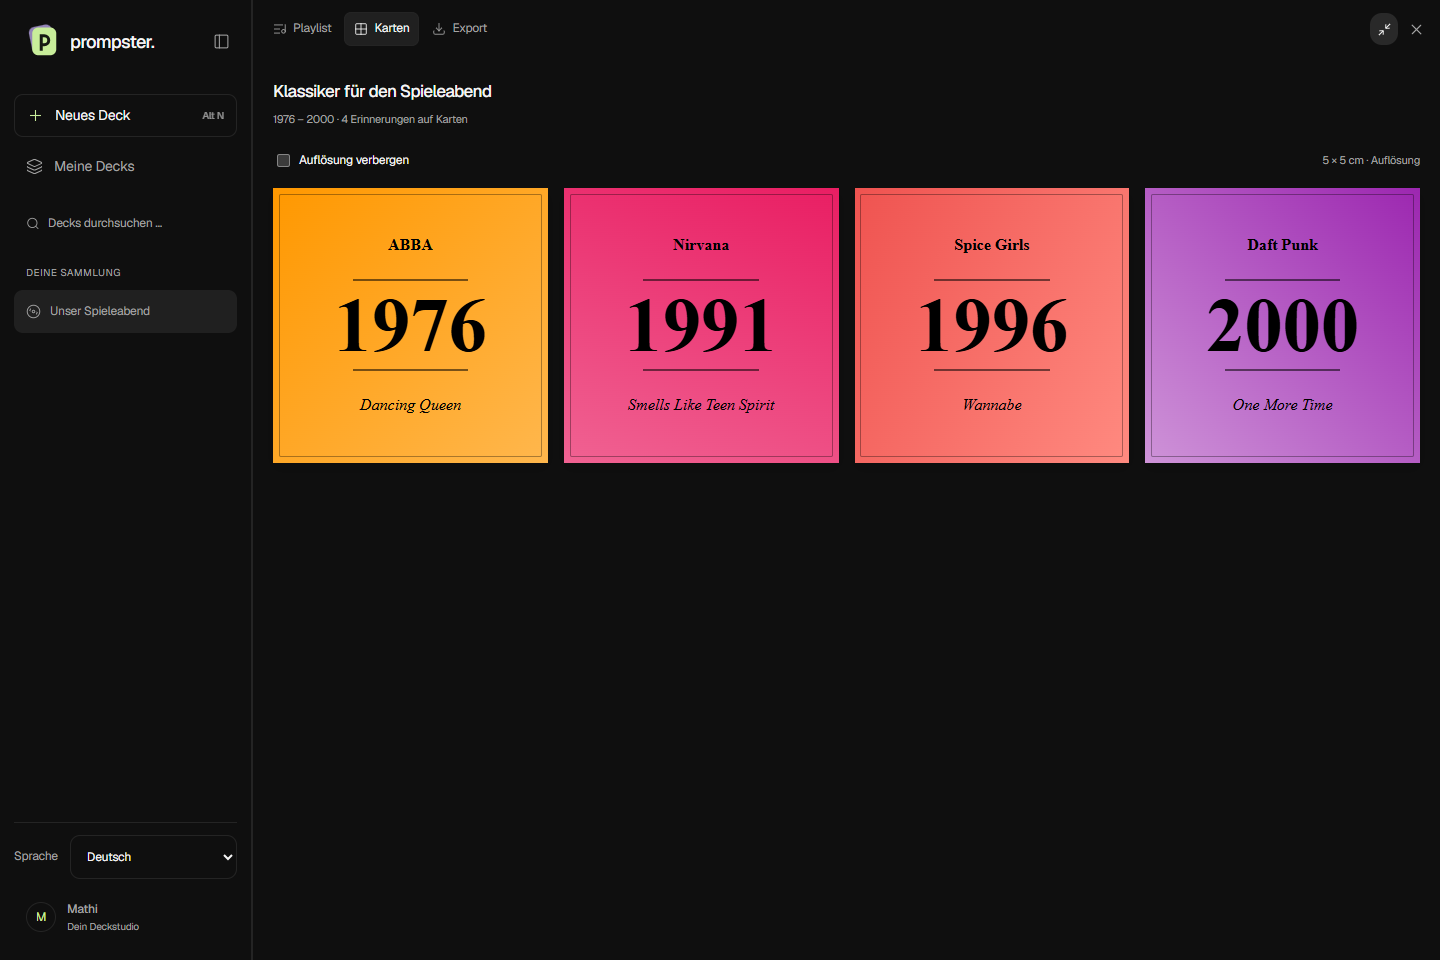 prompster.
Neues Deck
Alt N
Meine Decks
Decks durchsuchen ...
DEINE SAMMLUNG
Unser Spieleabend
Sprache
Deutsch
M
Mathi
Dein Deckstudio
Playlist
Karten
Export
Klassiker für den Spieleabend
1976 – 2000 · 4 Erinnerungen auf Karten
Auflösung verbergen
5 × 5 cm · Auflösung
ABBA
1976
Dancing Queen
Nirvana
1991
Smells Like Teen Spirit
Spice Girls
1996
Wannabe
Daft Punk
2000
One More Time